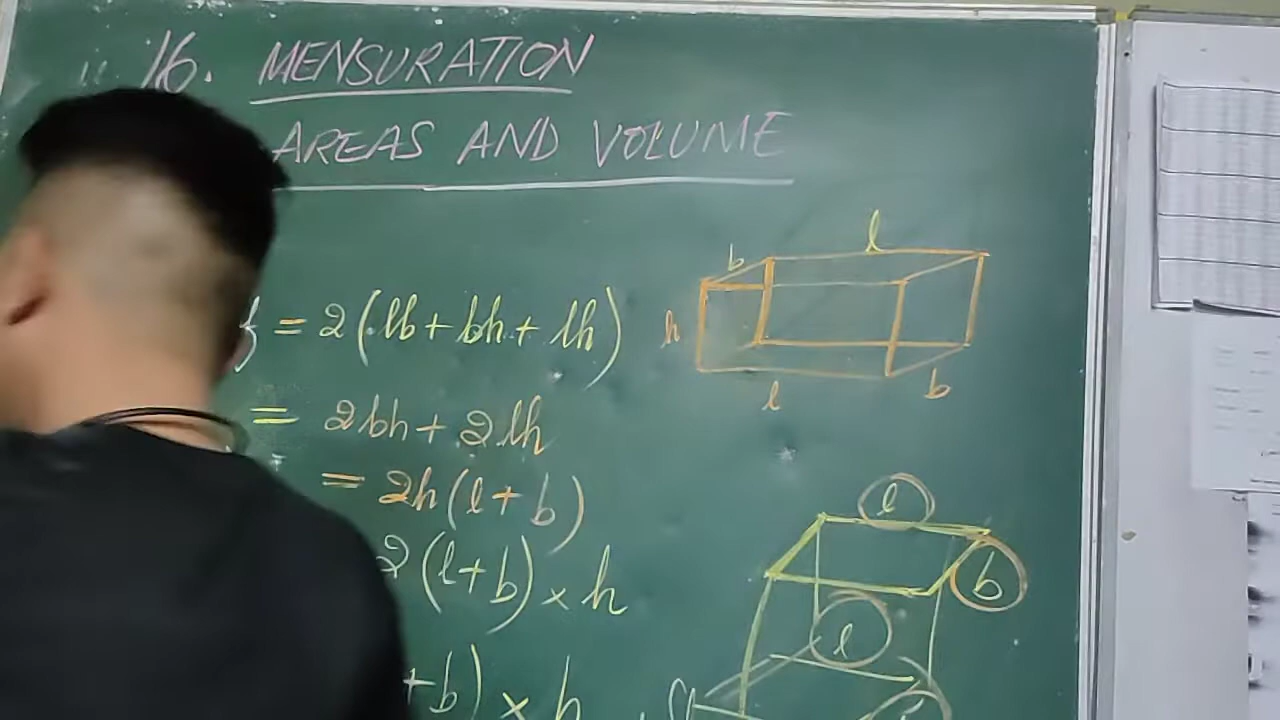 16. MENSURATION
AREAS AND VOLUME
= 2(lb + bh + lh)
= 2bh + 2lh
= 2h(l + b)
2(l + b) × h
+ b) × h
l
b
h
l
b
l
b
l